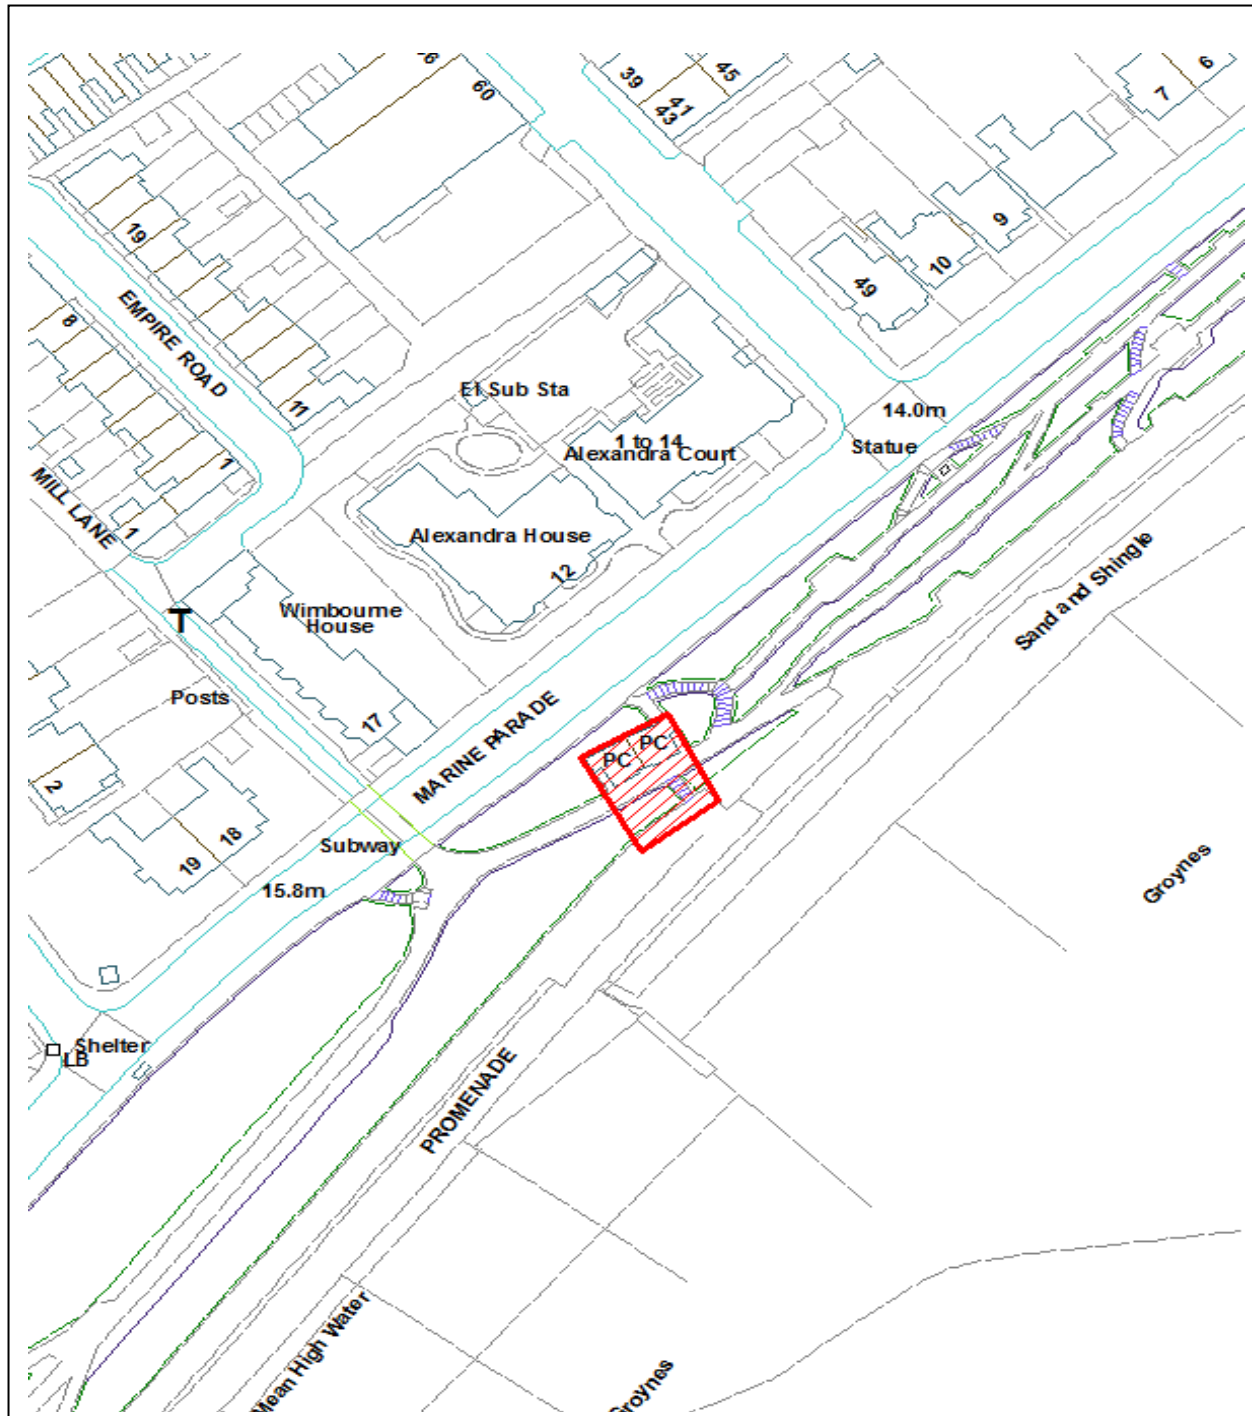 60
39
41
43
45
7
6
19
9
10
49
EMPIRE ROAD
8
11
El Sub Sta
14.0m
Statue
1 to 14
Alexandra Court
1
MILL LANE
1
Alexandra House
12
Sand and Shingle
T
Wimbourne
House
Posts
17
MARINE PARADE
PC
PC
2
18
19
Subway
15.8m
Groynes
Shelter
LB
PROMENADE
Mean High Water
Groynes